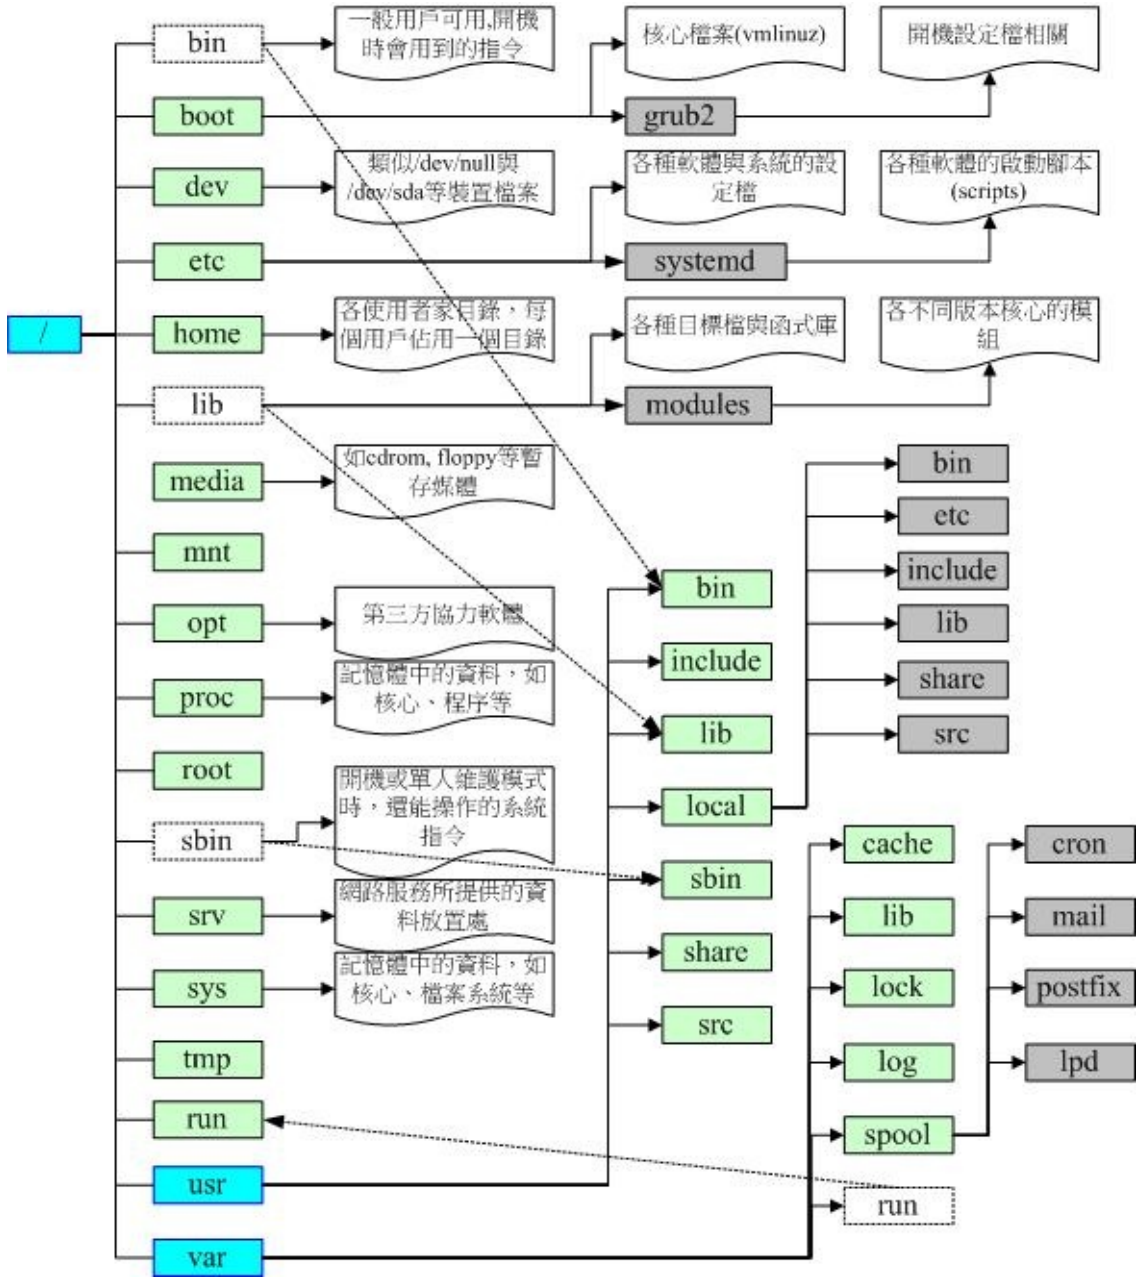 /
bin
一般用戶可用,開機
時會用到的指令
核心檔案(vmlinuz)
開機設定檔相關
boot
grub2
dev
類似/dev/null與
/dev/sda等裝置檔案
各種軟體與系統的設
定檔
各種軟體的啟動腳本
(scripts)
etc
systemd
home
各使用者家目錄，每
個用戶佔用一個目錄
各種目標檔與函式庫
各不同版本核心的模
組
lib
modules
media
如cdrom, floppy等暫
存媒體
mnt
opt
第三方協力軟體
proc
記憶體中的資料，如
核心、程序等
root
sbin
開機或單人維護模式
時，還能操作的系統
指令
srv
網路服務所提供的資
料放置處
sys
記憶體中的資料，如
核心、檔案系統等
tmp
run
usr
var
bin
include
lib
local
sbin
share
src
bin
etc
include
lib
share
src
cache
lib
lock
log
spool
run
cron
mail
postfix
lpd